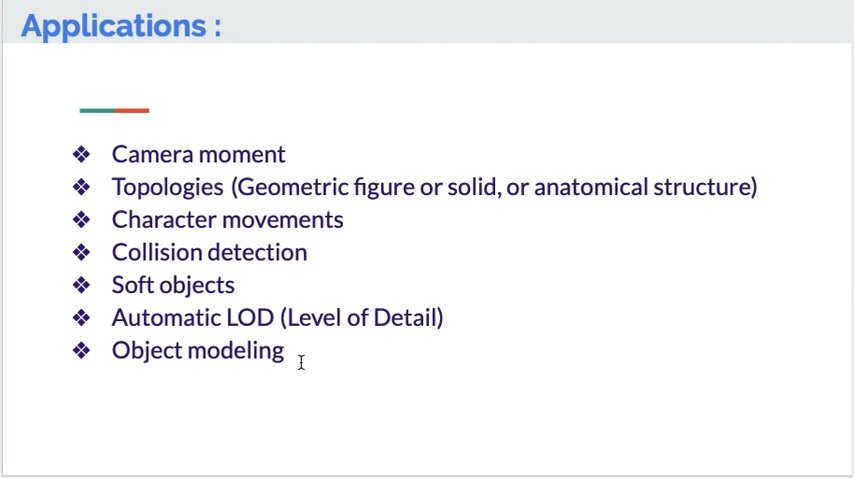 Applications :
❖ Camera moment
❖ Topologies (Geometric figure or solid, or anatomical structure)
❖ Character movements
❖ Collision detection
❖ Soft objects
❖ Automatic LOD (Level of Detail)
❖ Object modeling